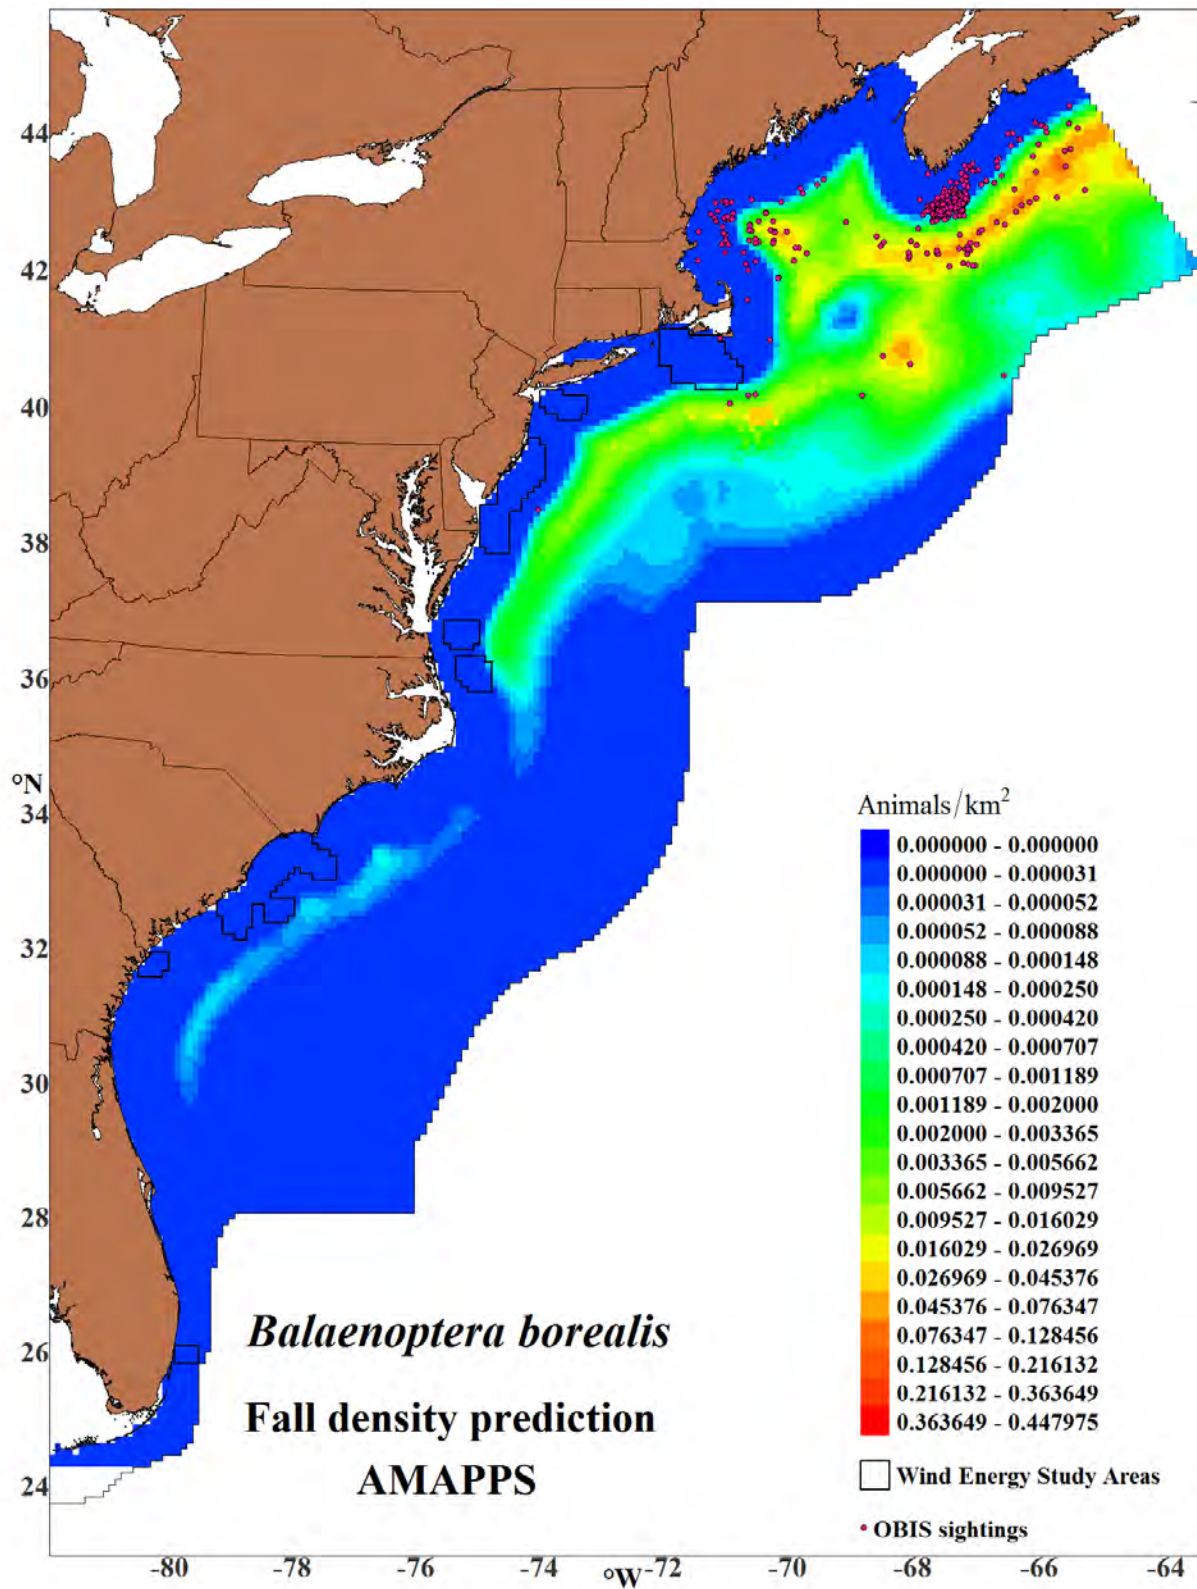 44
42
40
38
36
°N
34
32
30
28
26
24
Animals/km²
0.000000 - 0.000000
0.000000 - 0.000031
0.000031 - 0.000052
0.000052 - 0.000088
0.000088 - 0.000148
0.000148 - 0.000250
0.000250 - 0.000420
0.000420 - 0.000707
0.000707 - 0.001189
0.001189 - 0.002000
0.002000 - 0.003365
0.003365 - 0.005662
0.005662 - 0.009527
0.009527 - 0.016029
0.016029 - 0.026969
0.026969 - 0.045376
0.045376 - 0.076347
0.076347 - 0.128456
0.128456 - 0.216132
0.216132 - 0.363649
0.363649 - 0.447975
Wind Energy Study Areas
OBIS sightings
Balaenoptera borealis
Fall density prediction
AMAPPS
-80 -78 -76 -74 °W -72 -70 -68 -66 -64